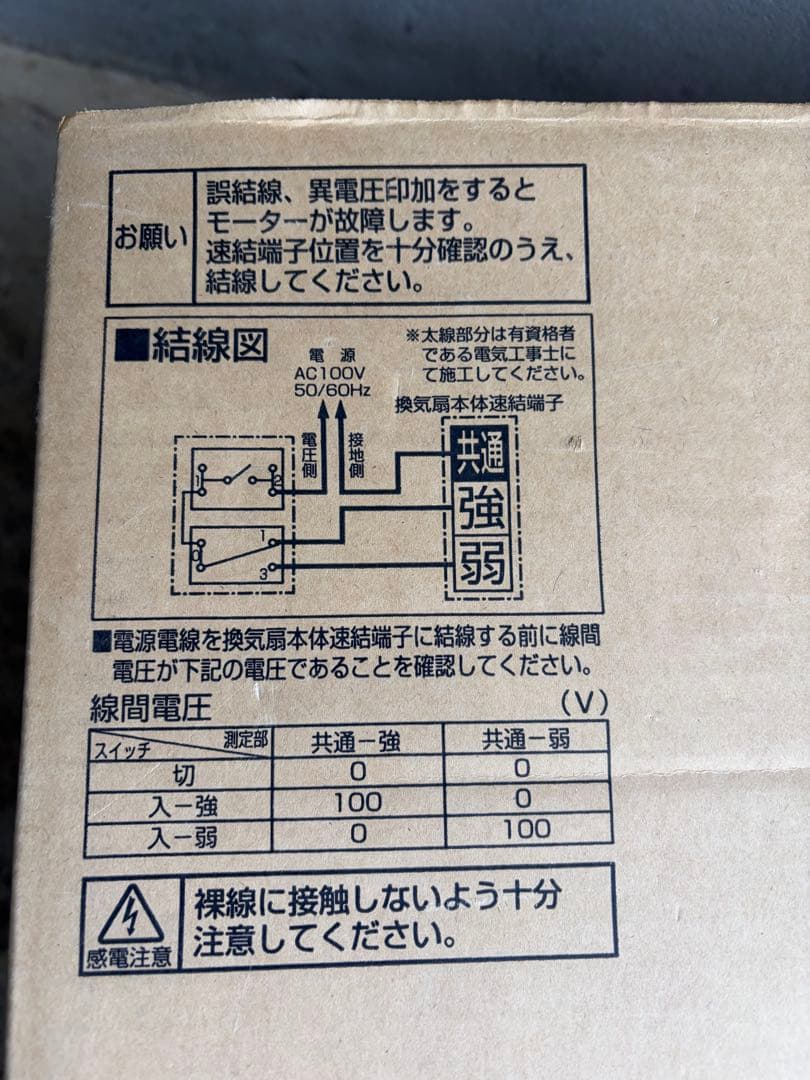 お願い
誤結線、異電圧印加をすると
モーターが故障します。
速結端子位置を十分確認のうえ、
結線してください。
■結線図
※太線部分は有資格者
である電気工事士に
て施工してください。
電源
AC100V
50/60Hz
換気扇本体速結端子
電圧側
接地側
共通
強
弱
1
2
0
1
3
■電源電線を換気扇本体速結端子に結線する前に線間
電圧が下記の電圧であることを確認してください。
線間電圧 (V)
スイッチ 測定部 共通ー強 共通ー弱
切 0 0
入ー強 100 0
入ー弱 0 100
感電注意
裸線に接触しないよう十分
注意してください。